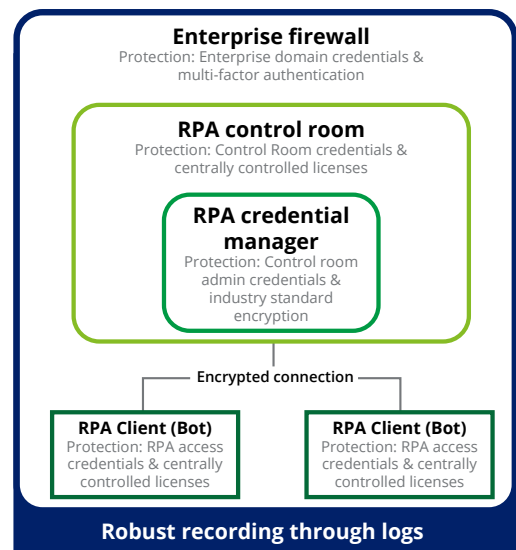 Enterprise firewall
Protection: Enterprise domain credentials &
multi-factor authentication
RPA control room
Protection: Control Room credentials &
centrally controlled licenses
RPA credential
manager
Protection: Control room
admin credentials &
industry standard
encryption
Encrypted connection
RPA Client (Bot)
Protection: RPA access
credentials & centrally
controlled licenses
RPA Client (Bot)
Protection: RPA access
credentials & centrally
controlled licenses
Robust recording through logs